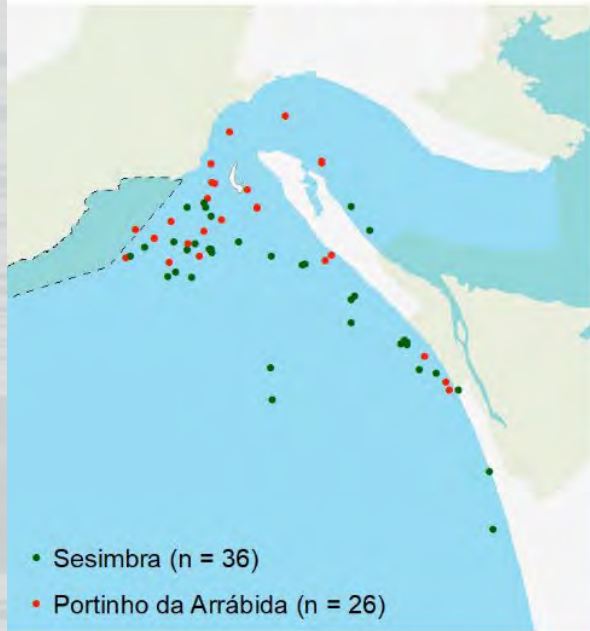 Sesimbra (n = 36)
Portinho da Arrábida (n = 26)